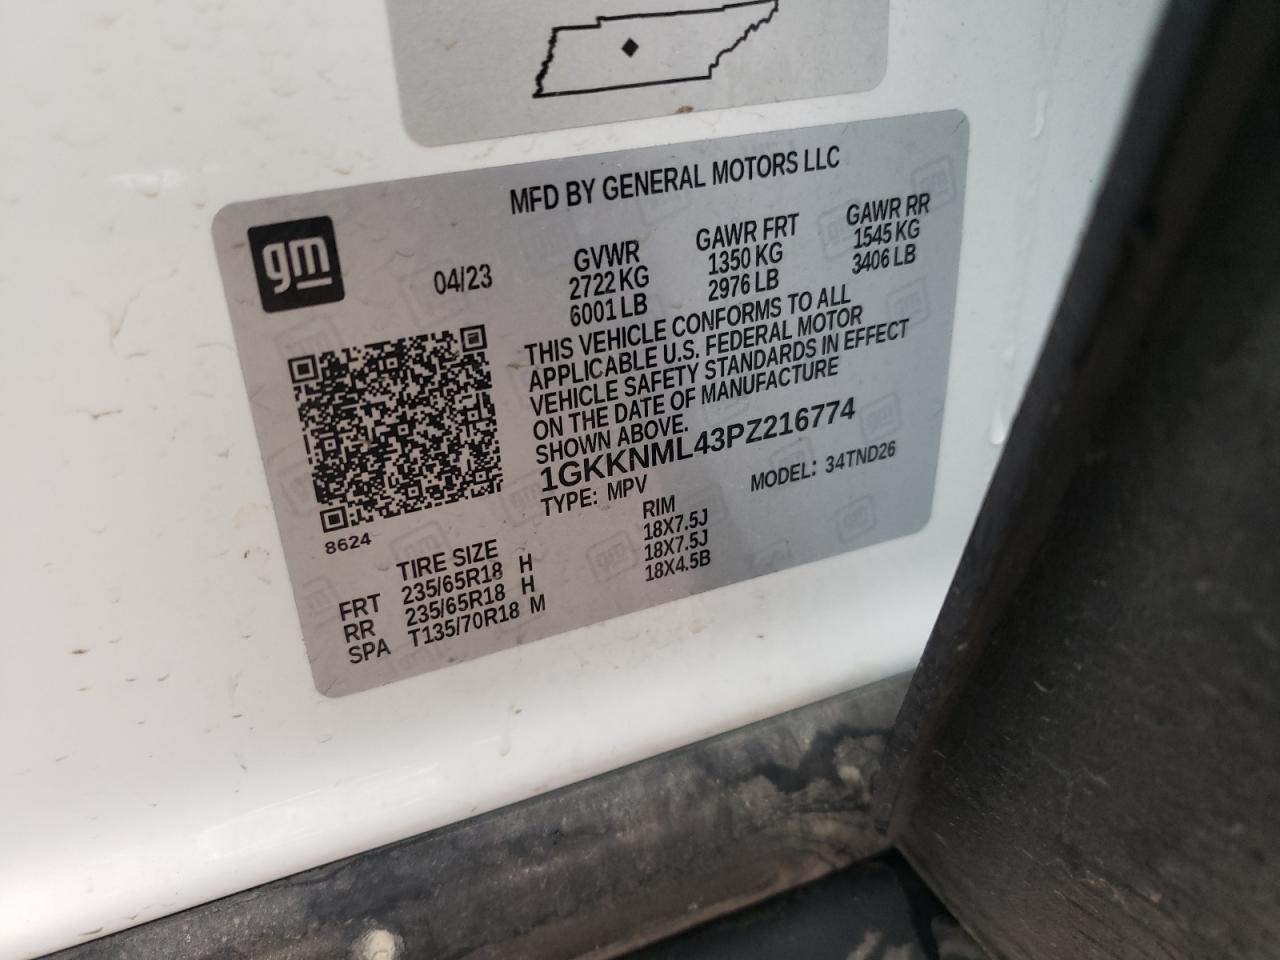 MFD BY GENERAL MOTORS LLC
gm
04/23
GVWR
2722 KG
6001 LB
GAWR FRT
1350 KG
2976 LB
GAWR RR
1545 KG
3406 LB
THIS VEHICLE CONFORMS TO ALL
APPLICABLE U.S. FEDERAL MOTOR
VEHICLE SAFETY STANDARDS IN EFFECT
ON THE DATE OF MANUFACTURE
SHOWN ABOVE.
1GKKNML43PZ216774
TYPE: MPV
MODEL: 34TND26
8624
TIRE SIZE RIM
FRT 235/65R18 H 18X7.5J
RR 235/65R18 H 18X7.5J
SPA T135/70R18 M 18X4.5B